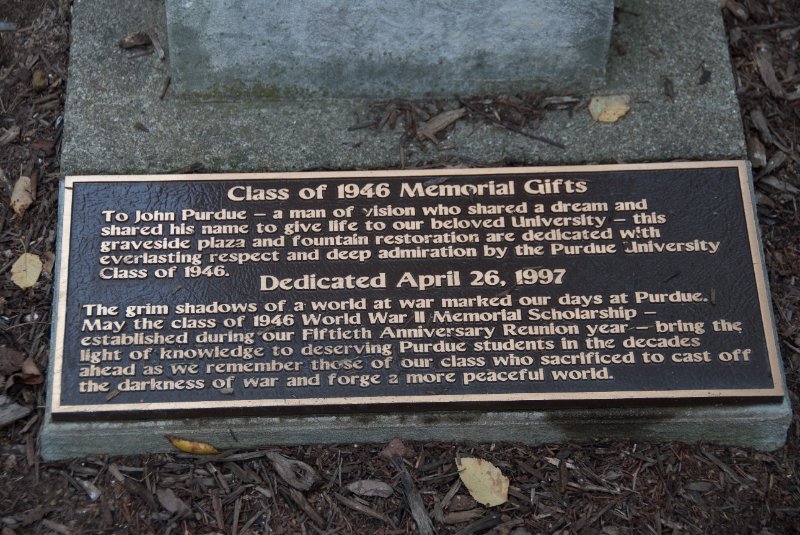 Class of 1946 Memorial Gifts
To John Purdue – a man of vision who shared a dream and
shared his name to give life to our beloved University – this
graveside plaza and fountain restoration are dedicated with
everlasting respect and deep admiration by the Purdue University
Class of 1946.
Dedicated April 26, 1997
The grim shadows of a world at war marked our days at Purdue.
May the class of 1946 World War II Memorial Scholarship –
established during our Fiftieth Anniversary Reunion year – bring the
light of knowledge to deserving Purdue students in the decades
ahead as we remember those of our class who sacrificed to cast off
the darkness of war and forge a more peaceful world.